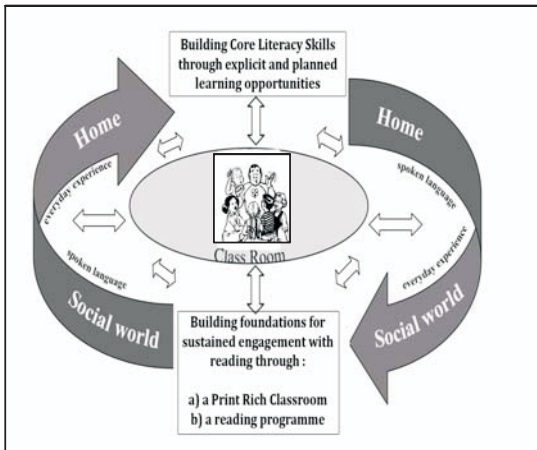 Building Core Literacy Skills
through explicit and planned
learning opportunities
Home
Home
everyday experience
spoken language
Class Room
spoken language
everyday experience
Social world
Social world
Building foundations for
sustained engagement with
reading through :
a) a Print Rich Classroom
b) a reading programme